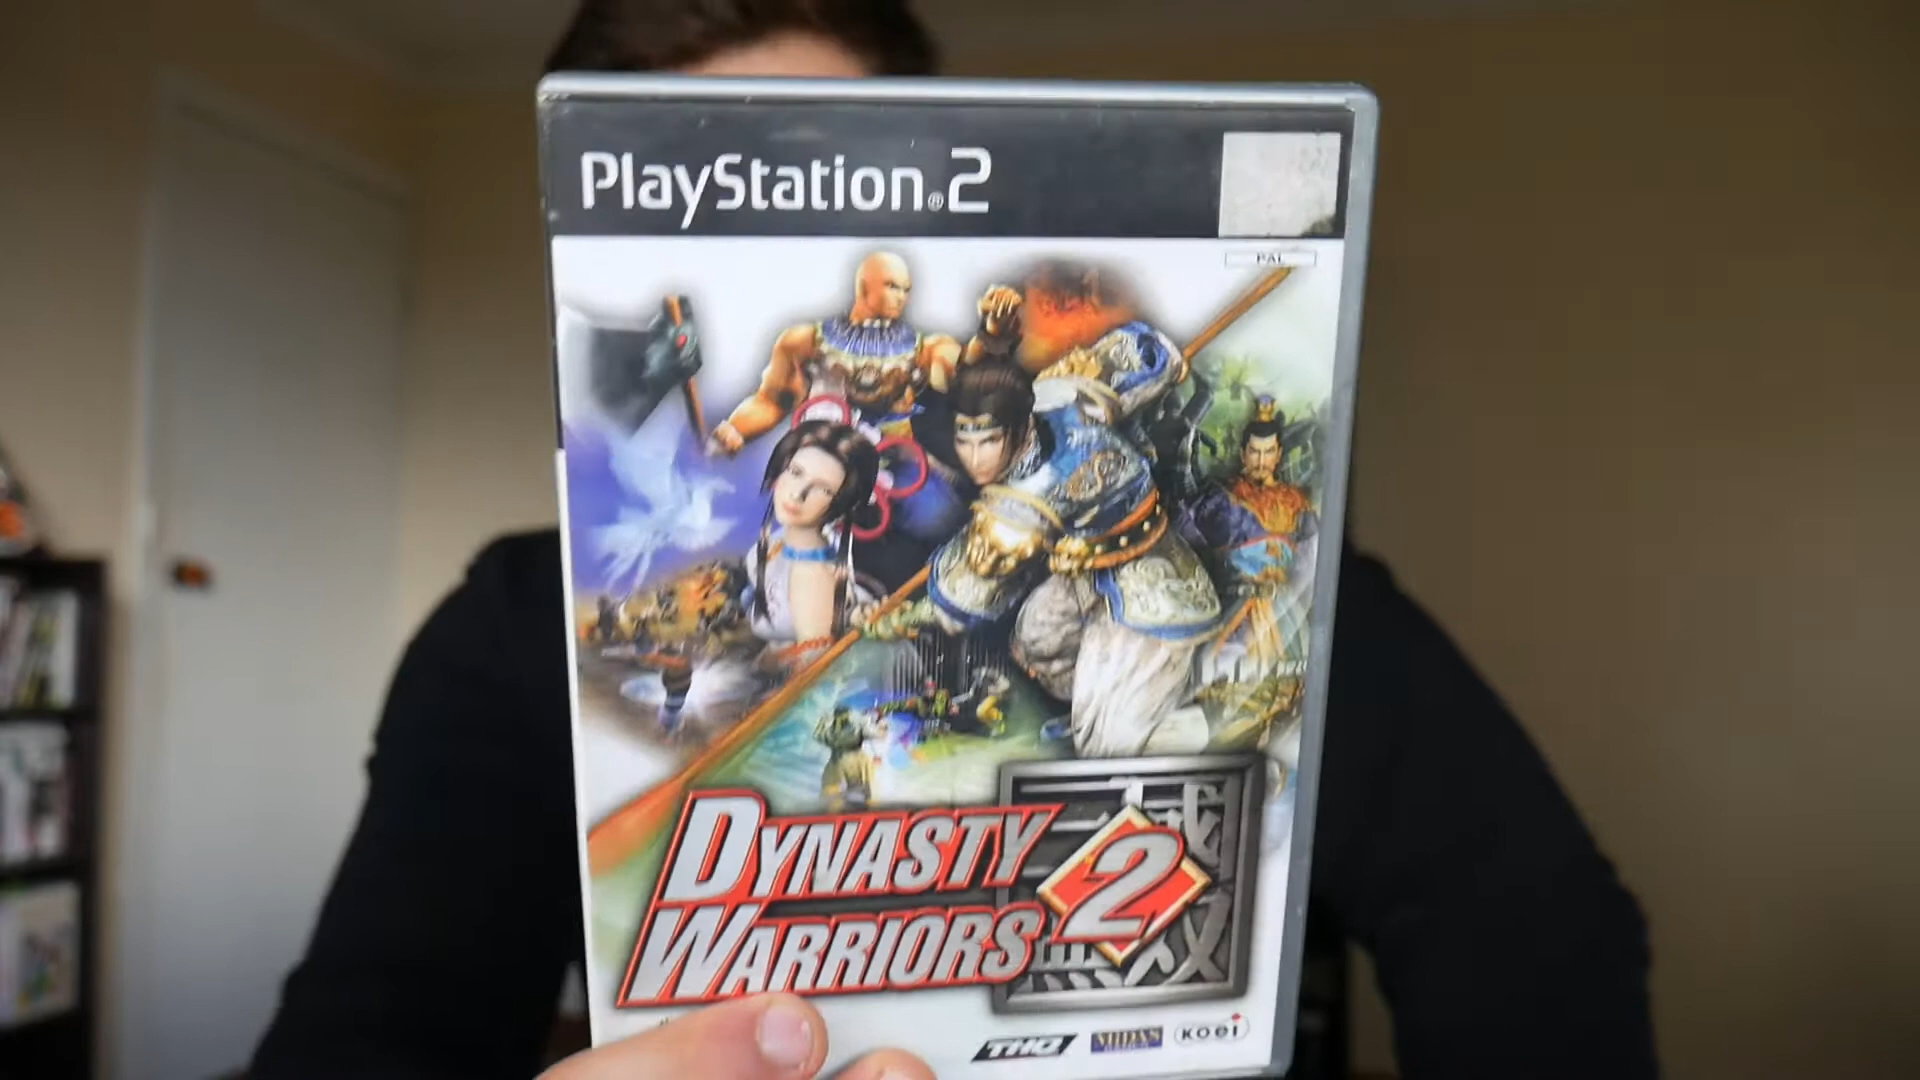 PlayStation®2
PAL
DYNASTY
WARRIORS 2
THQ
MIDAS
KOEI